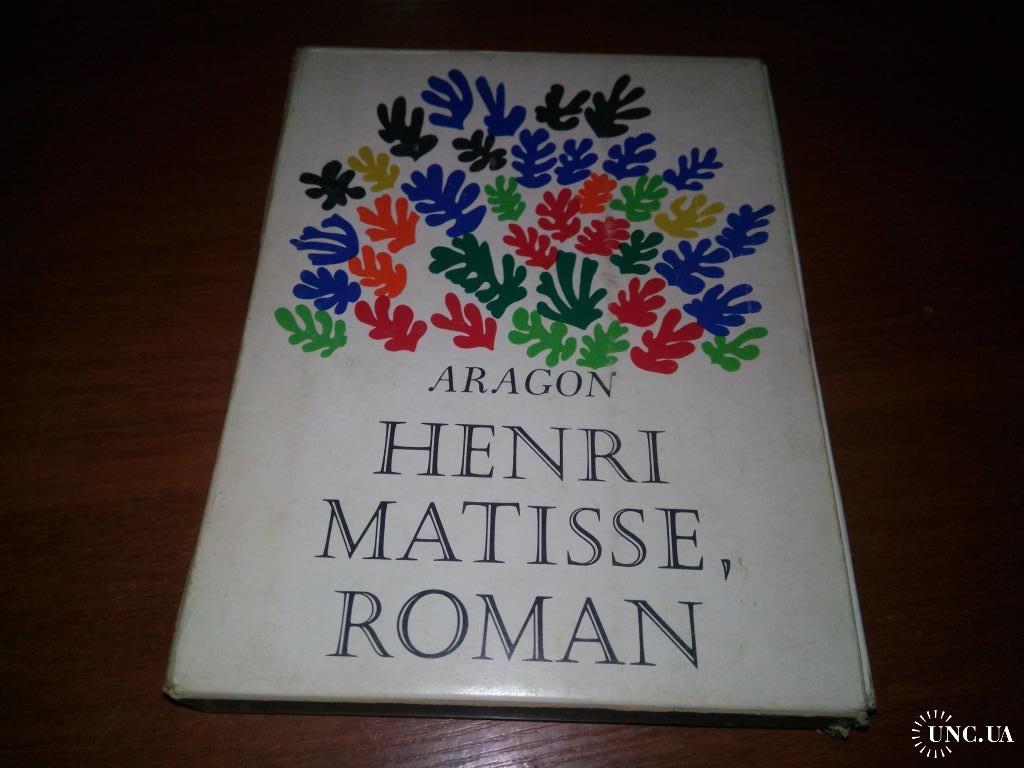 ARAGON
HENRI
MATISSE,
ROMAN
UNC.UA